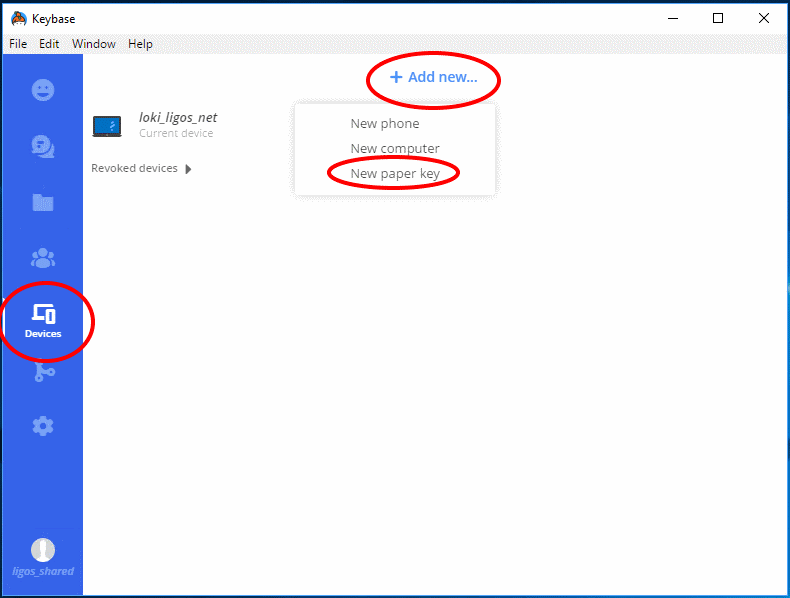 Keybase
File Edit Window Help
+ Add new...
loki_ligos_net
Current device
New phone
New computer
Revoked devices
New paper key
Devices
ligos_shared